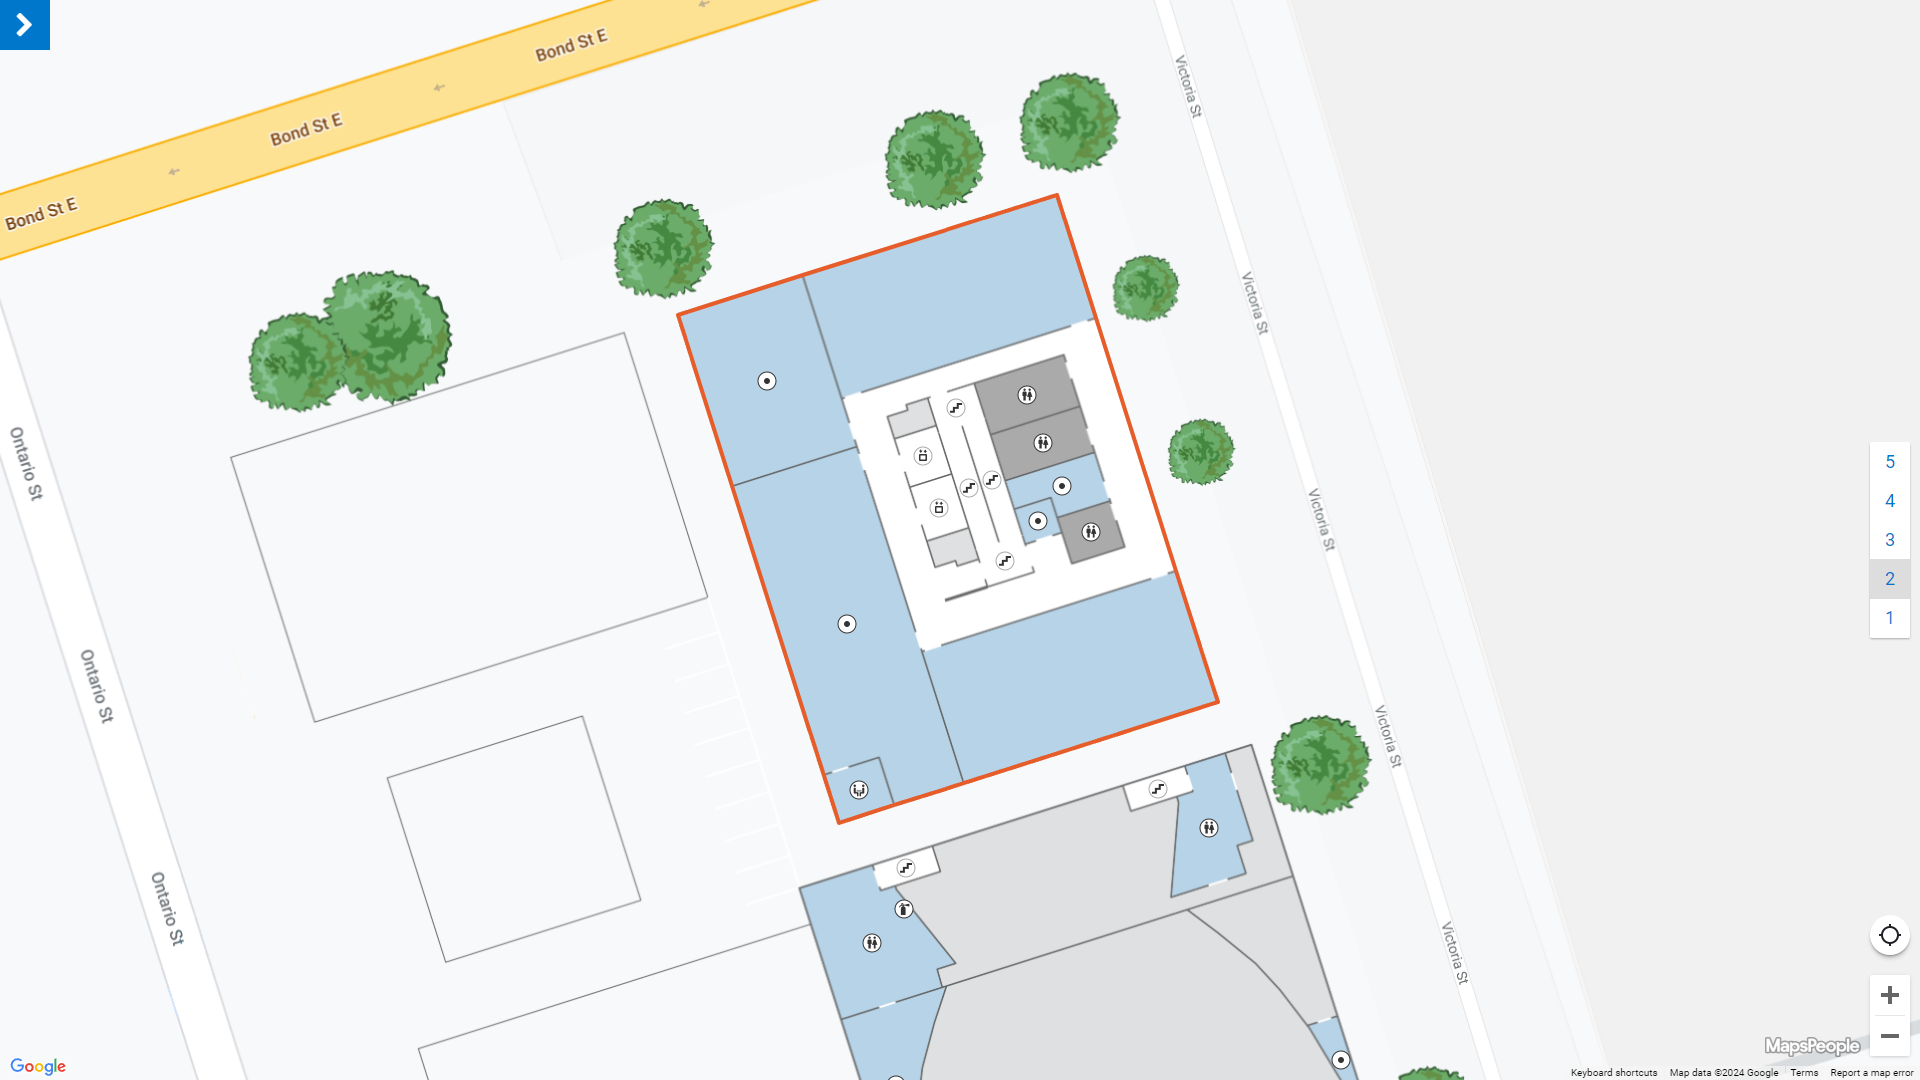 Bond St E
Bond St E
Bond St E
Victoria St
Victoria St
Victoria St
Victoria St
Victoria St
Ontario St
Ontario St
Ontario St
5
4
3
2
1
MapsPeople
Google
Keyboard shortcuts
Map data ©2024 Google
Terms
Report a map error